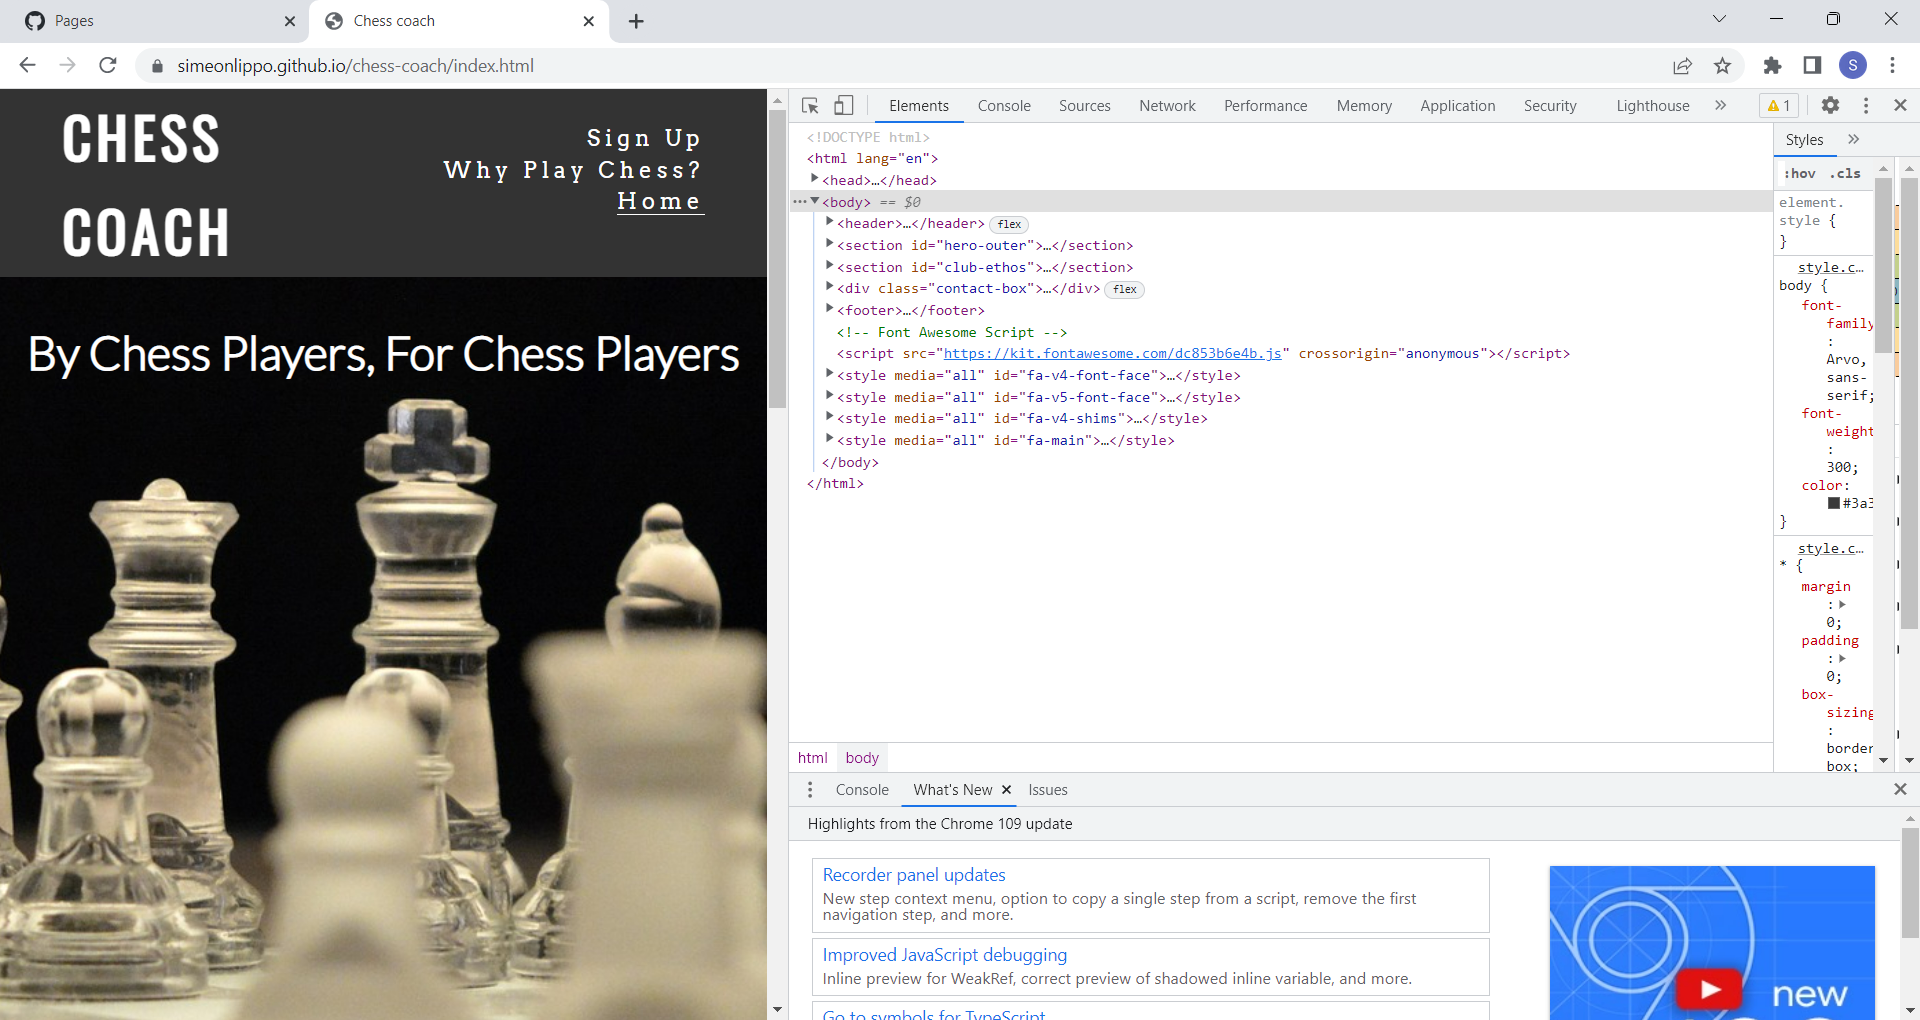 Pages
Chess coach
simeonlippo.github.io/chess-coach/index.html
S
CHESS
COACH
Sign Up
Why Play Chess?
Home
By Chess Players, For Chess Players
Elements Console Sources Network Performance Memory Application Security Lighthouse » 1
<!DOCTYPE html>
<html lang="en">
<head>…</head>
<body> == $0
<header>…</header> flex
<section id="hero-outer">…</section>
<section id="club-ethos">…</section>
<div class="contact-box">…</div> flex
<footer>…</footer>
<!-- Font Awesome Script -->
<script src="https://kit.fontawesome.com/dc853b6e4b.js" crossorigin="anonymous"></script>
<style media="all" id="fa-v4-font-face">…</style>
<style media="all" id="fa-v5-font-face">…</style>
<style media="all" id="fa-v4-shims">…</style>
<style media="all" id="fa-main">…</style>
</body>
</html>
html body
Styles »
:hov .cls
element.
style {
}
style.c…
body {
font-
family
:
Arvo,
sans-
serif;
font-
weight
:
300;
color:
#3a3
}
style.c…
* {
margin
:
0;
padding
:
0;
box-
sizing
:
border
box;
Console What's New Issues
Highlights from the Chrome 109 update
Recorder panel updates
New step context menu, option to copy a single step from a script, remove the first
navigation step, and more.
Improved JavaScript debugging
Inline preview for WeakRef, correct preview of shadowed inline variable, and more.
Go to symbols for TypeScript
new